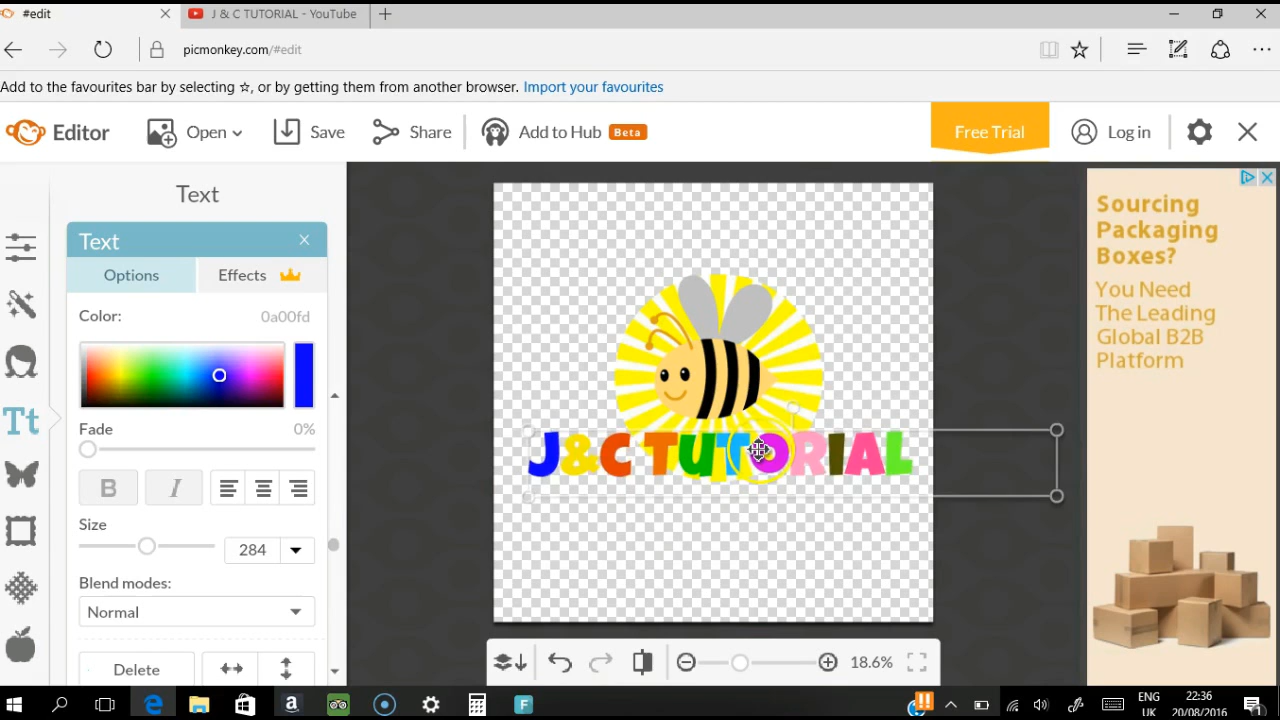 #edit
J & C TUTORIAL - YouTube
picmonkey.com/#edit
Add to the favourites bar by selecting ☆, or by getting them from another browser. Import your favourites
Editor
Open
Save
Share
Add to Hub
Beta
Free Trial
Log in
Text
Text
Options
Effects
Color:
0a00fd
Fade
0%
B
I
Size
284
Blend modes:
Normal
Delete
Tt
J&C TUTORIAL
18.6%
Sourcing
Packaging
Boxes?
You Need
The Leading
Global B2B
Platform
ENG
UK
22:36
20/08/2016